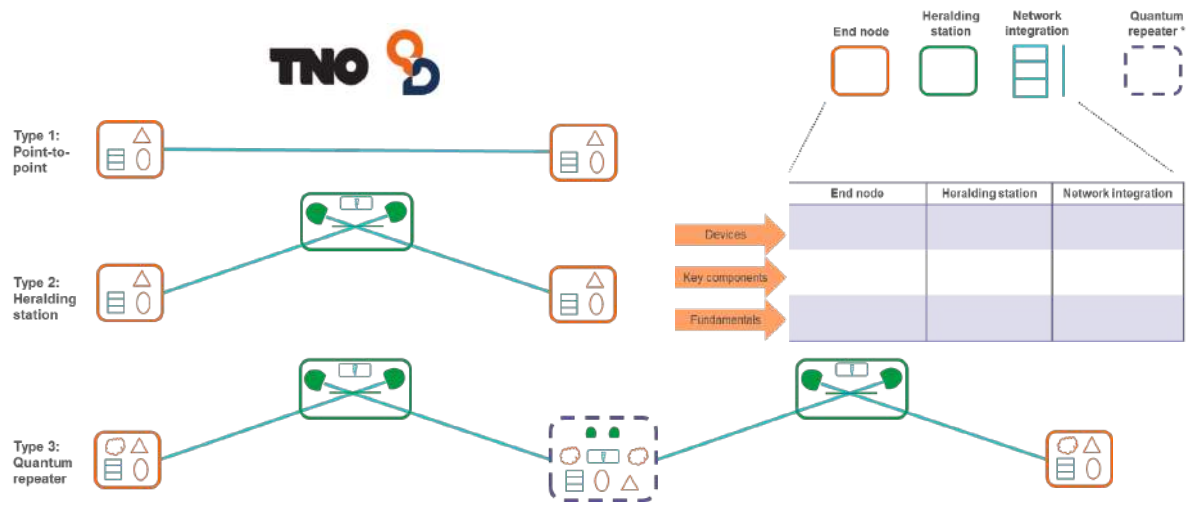 TNO
End node
Heralding
station
Network
integration
Quantum
repeater *
Type 1:
Point-to-
point
End node
Heralding station
Network integration
Devices
Key components
Fundamentals
Type 2:
Heralding
station
Type 3:
Quantum
repeater